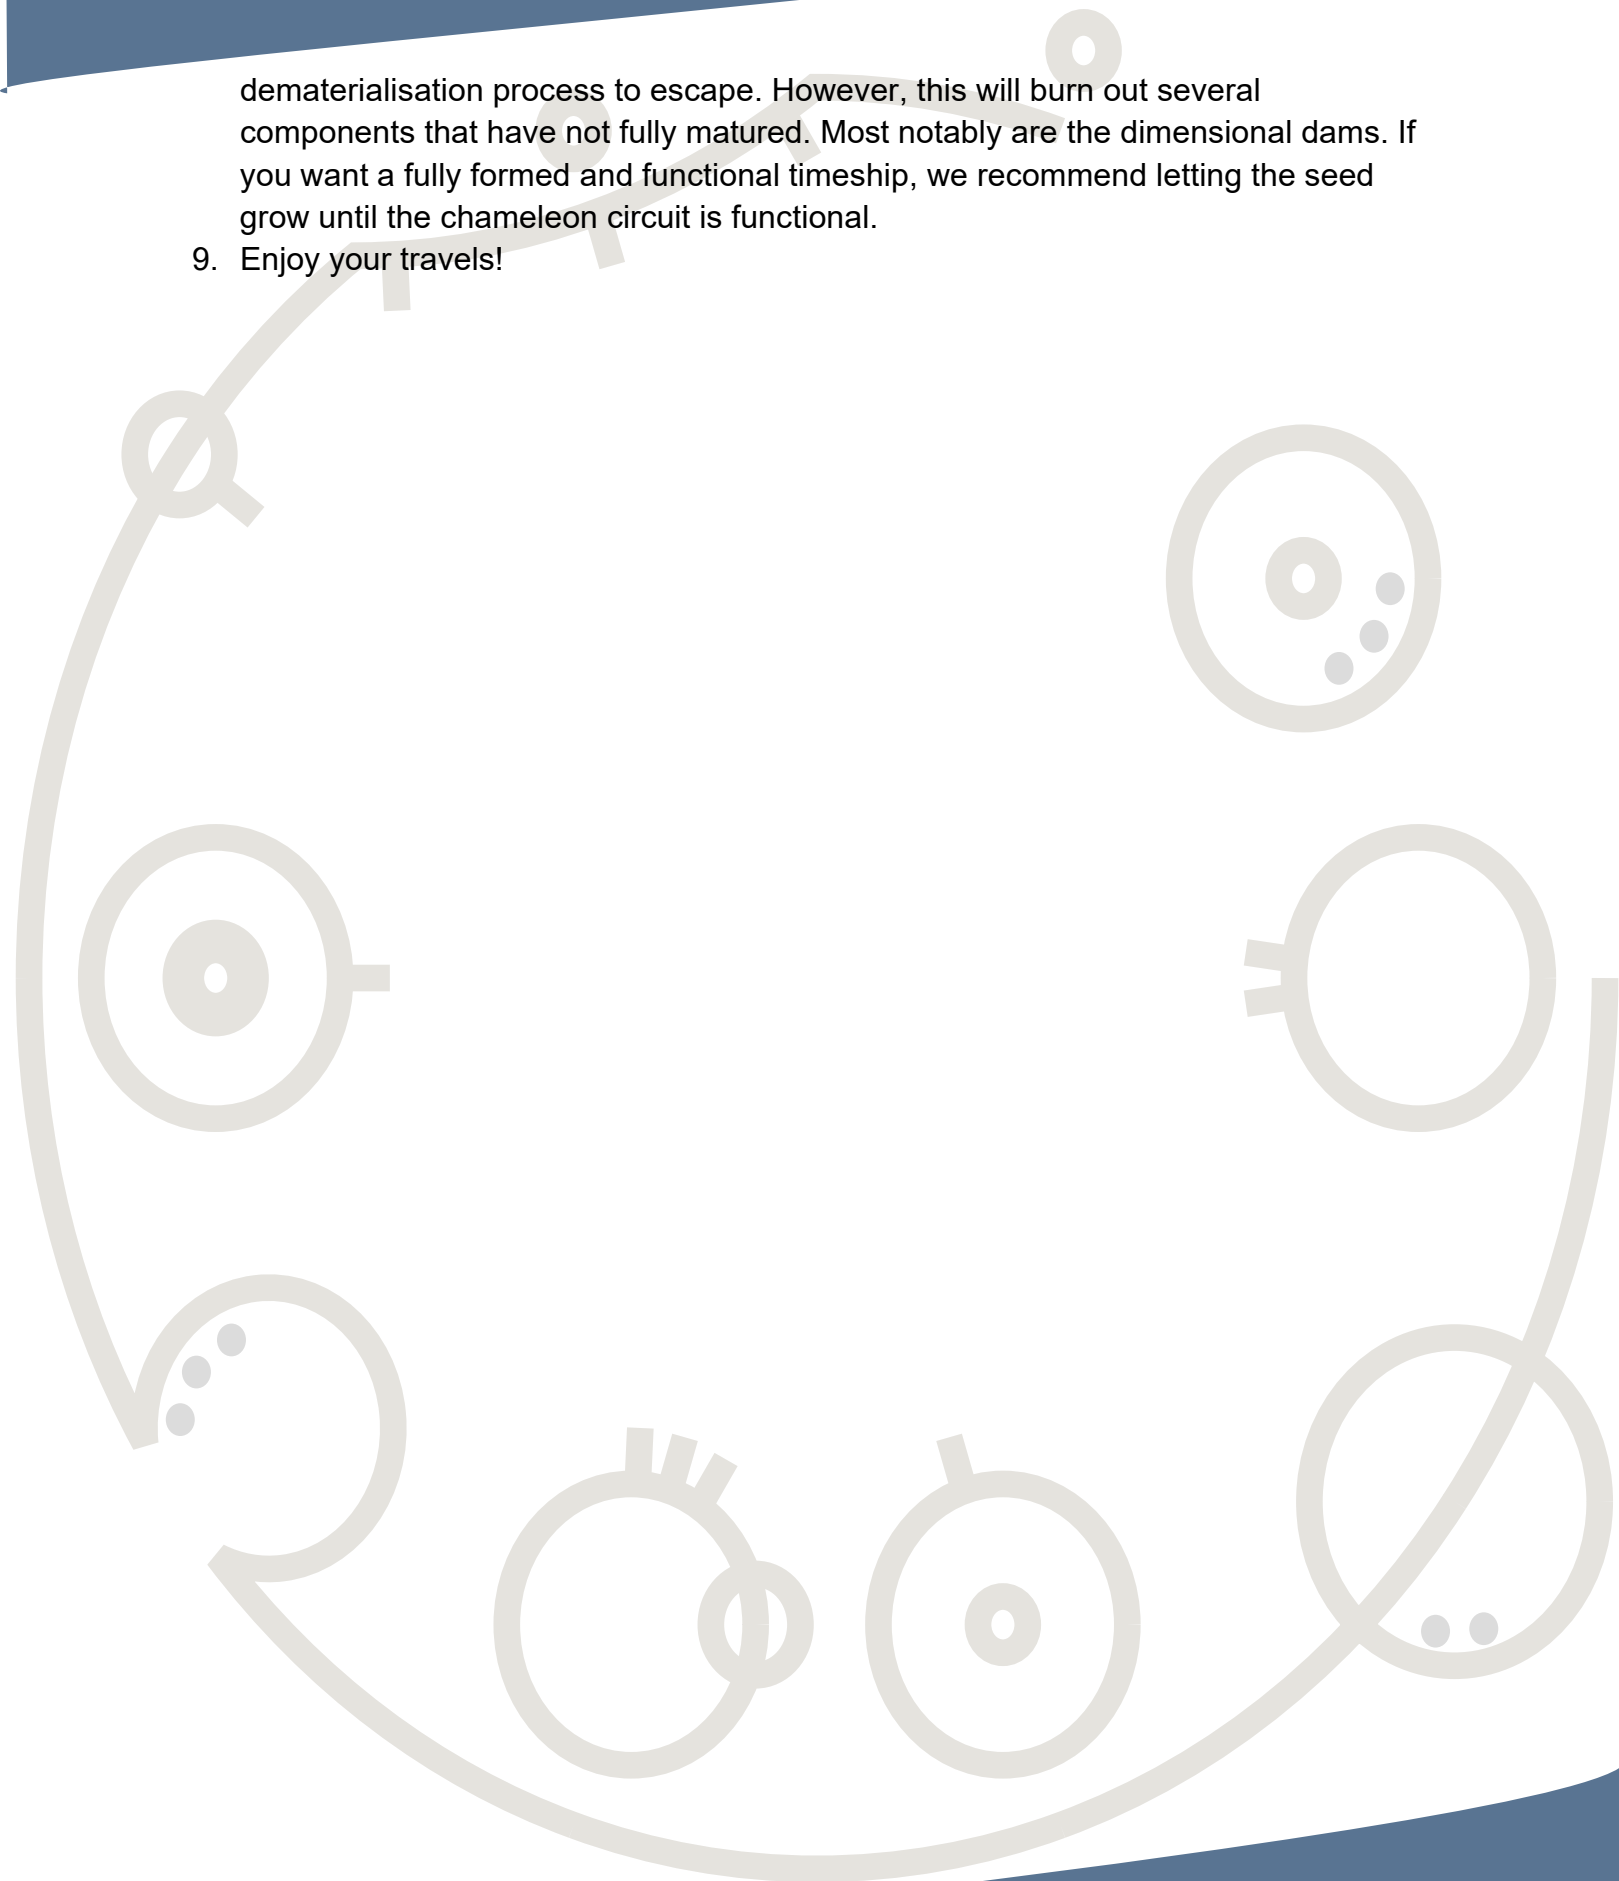 dematerialisation process to escape. However, this will burn out several
components that have not fully matured. Most notably are the dimensional dams. If
you want a fully formed and functional timeship, we recommend letting the seed
grow until the chameleon circuit is functional.
9. Enjoy your travels!